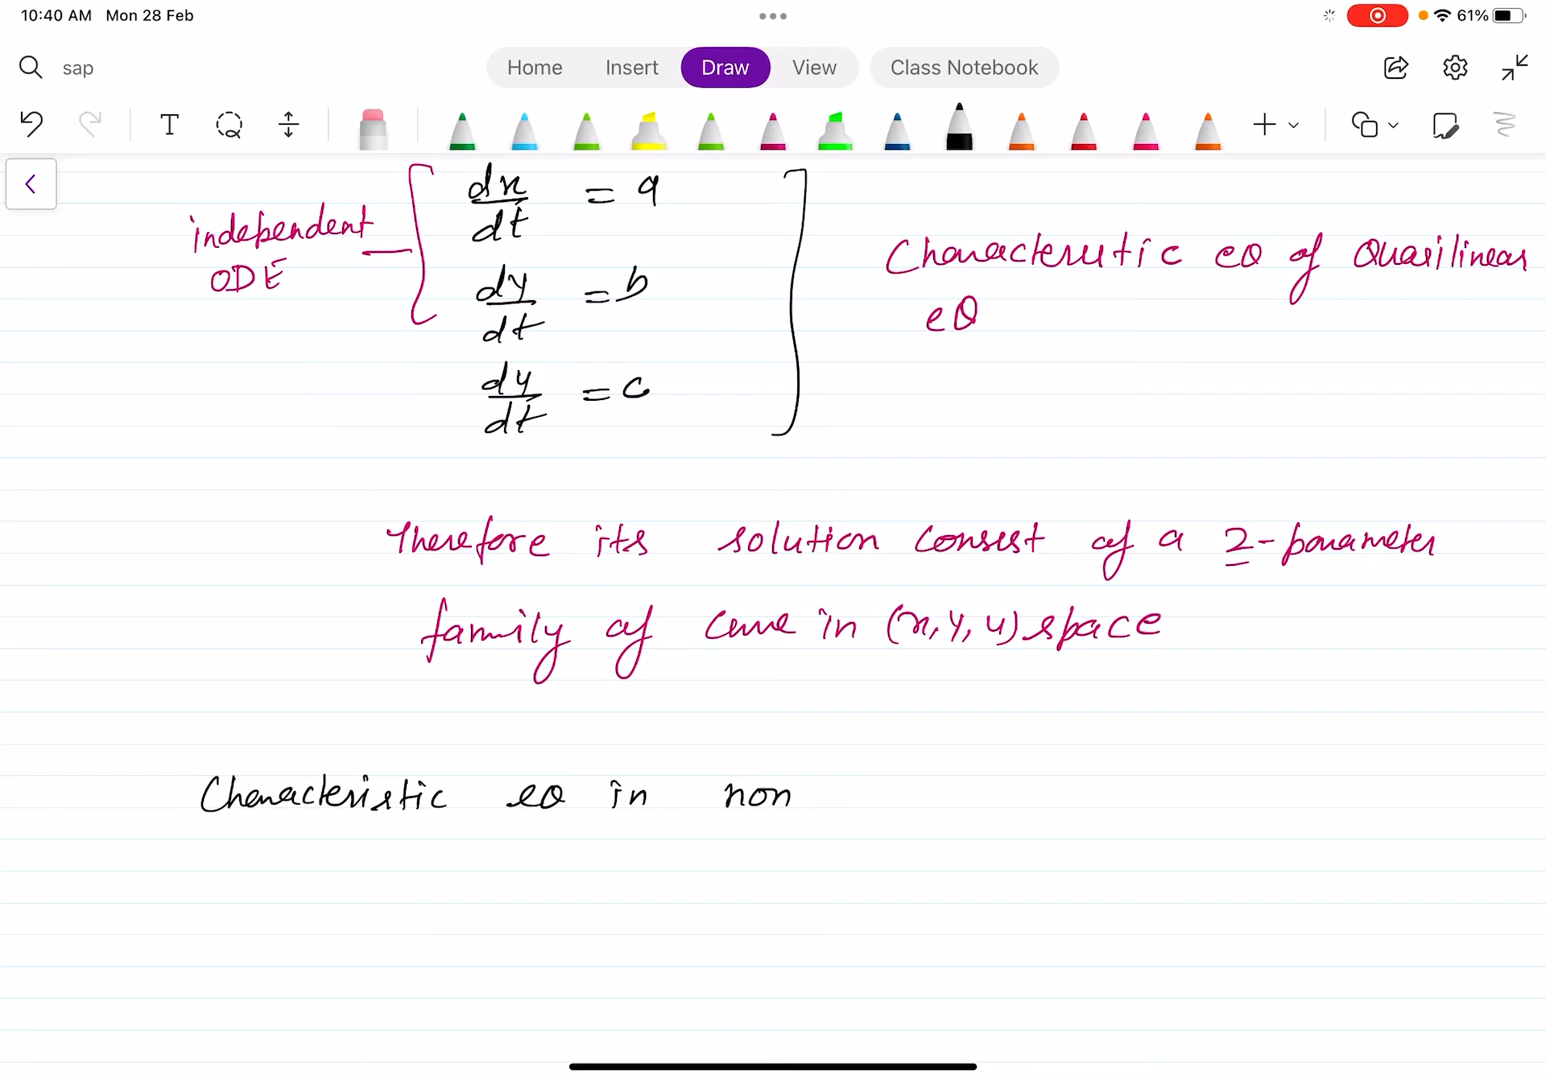 10:40 AM Mon 28 Feb
61%
sap
Home Insert Draw View Class Notebook
independent
ODE
dx/dt = a
dy/dt = b
dy/dt = c
Characteristic eq of Quasilinear
eq
Therefore its solution consist of a 2-parameter
family of curve in (x, y, u) space
Characteristic eq in non